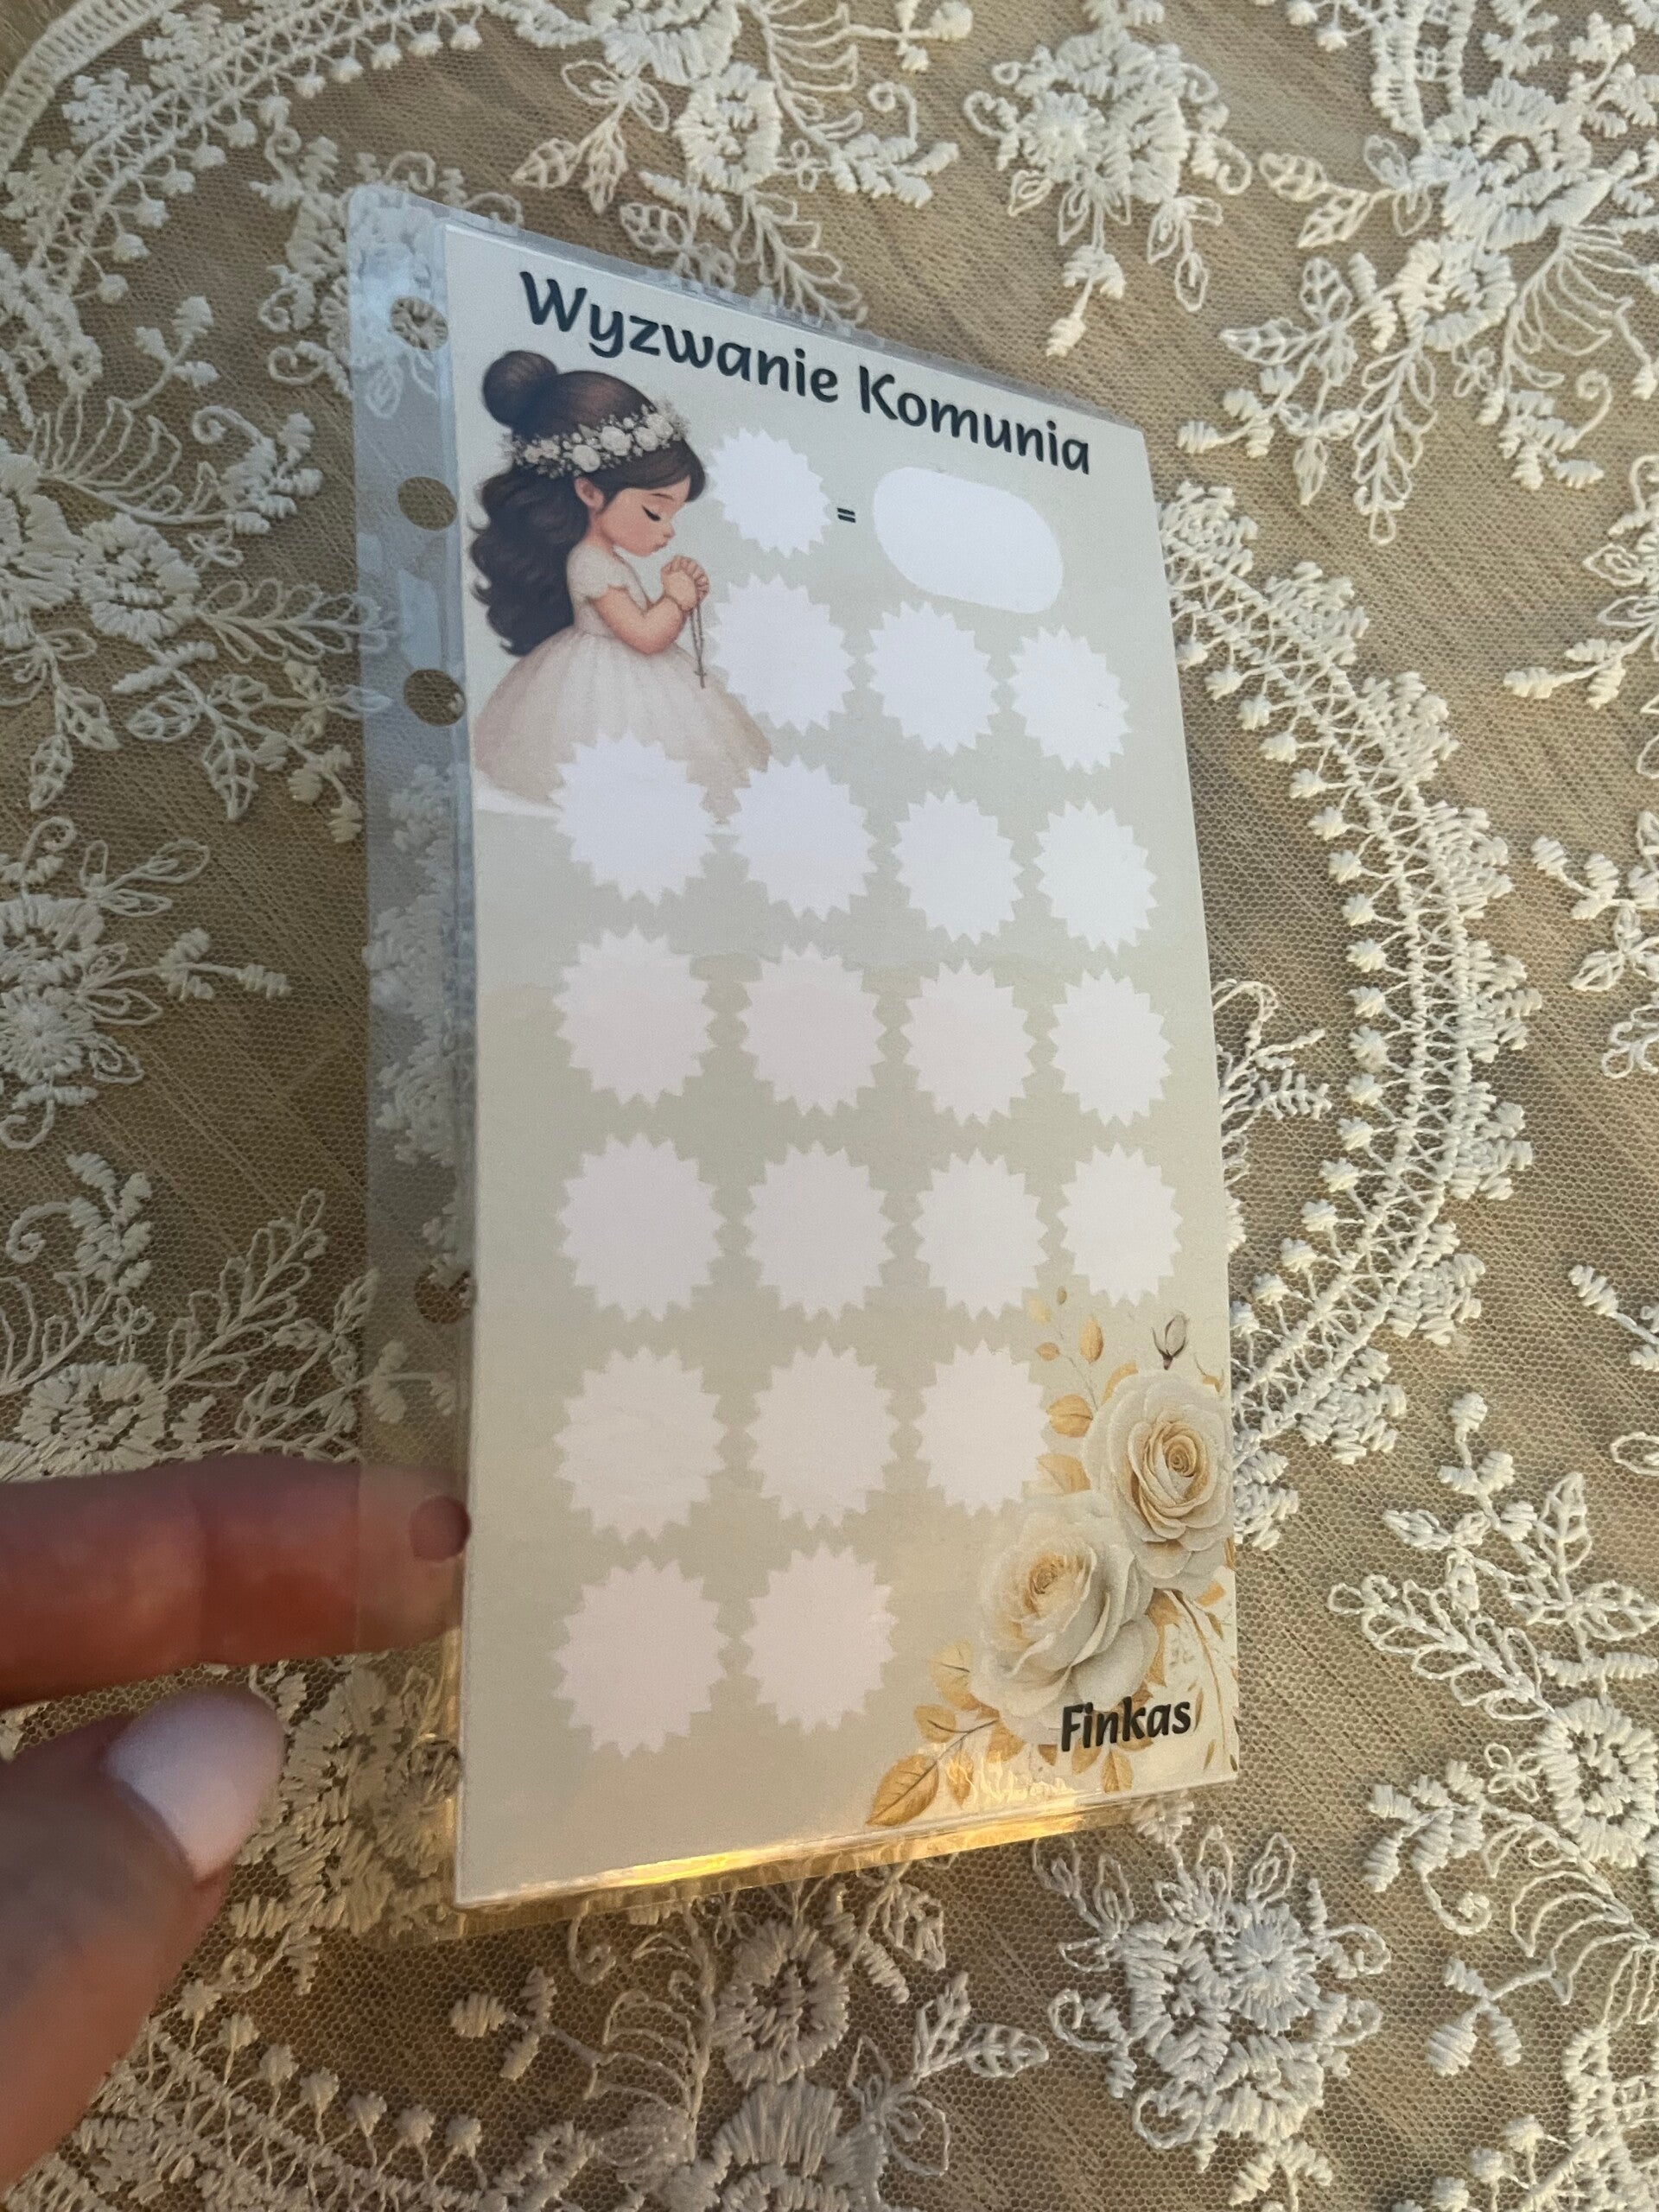 Wyzwanie Komunia
=
Finkas